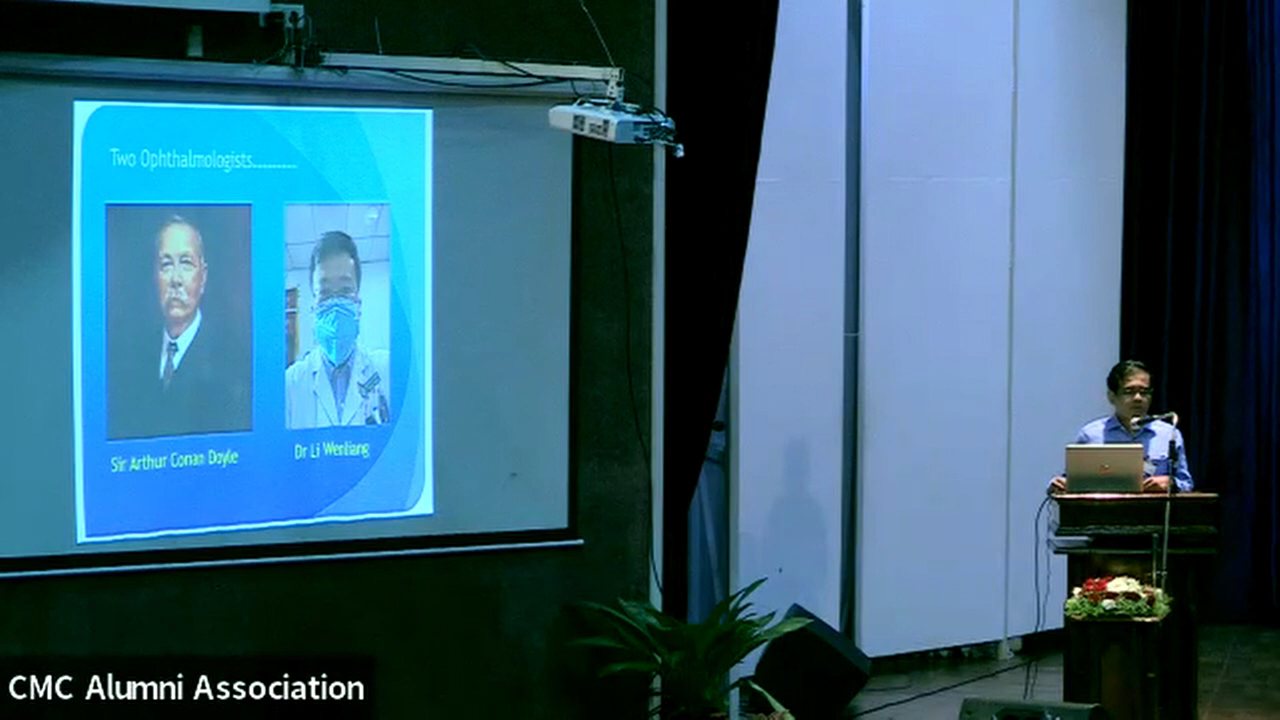 Two Ophthalmologists.............
Sir Arthur Conan Doyle
Dr Li Wenliang
CMC Alumni Association